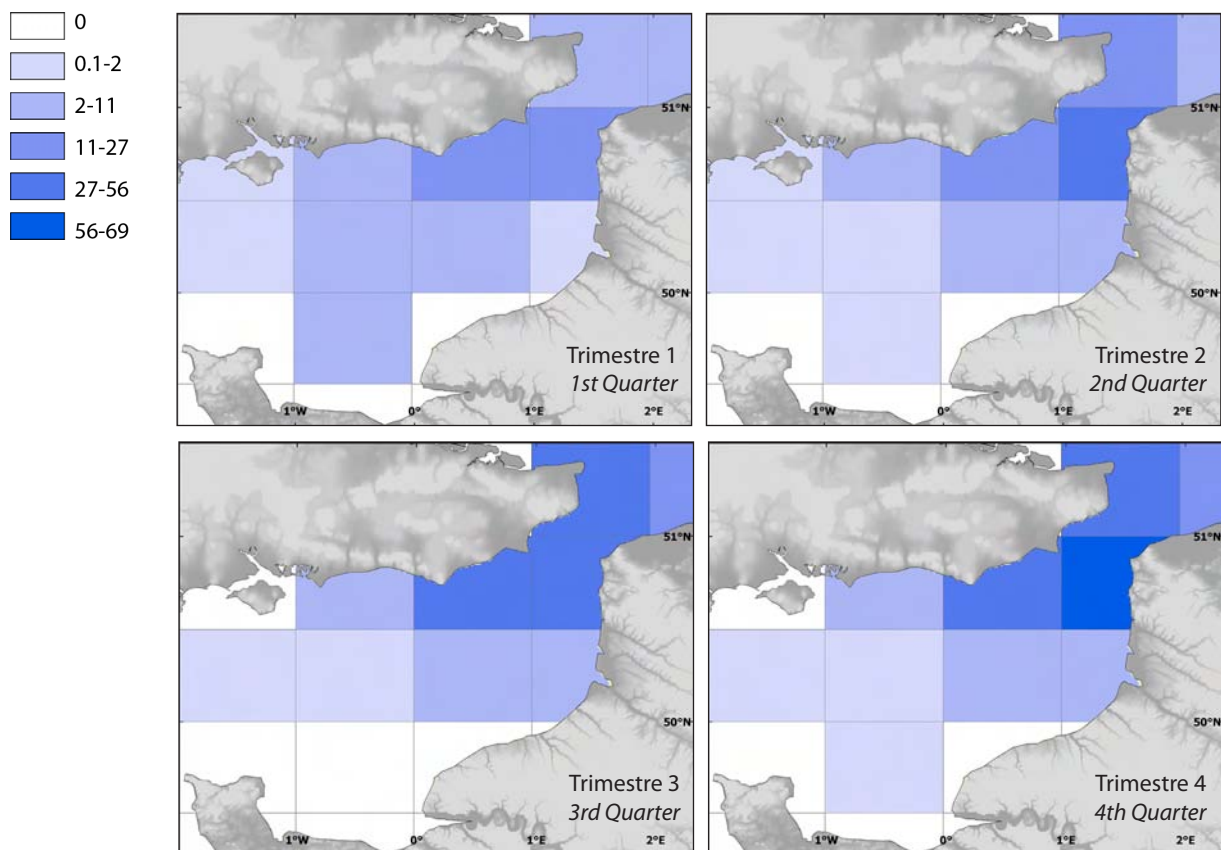 0
0.1-2
2-11
11-27
27-56
56-69
51°N
50°N
Trimestre 1
1st Quarter
1°W
0°
1°E
2°E
51°N
50°N
Trimestre 2
2nd Quarter
1°W
0°
1°E
2°E
51°N
50°N
Trimestre 3
3rd Quarter
1°W
0°
1°E
2°E
51°N
50°N
Trimestre 4
4th Quarter
1°W
0°
1°E
2°E